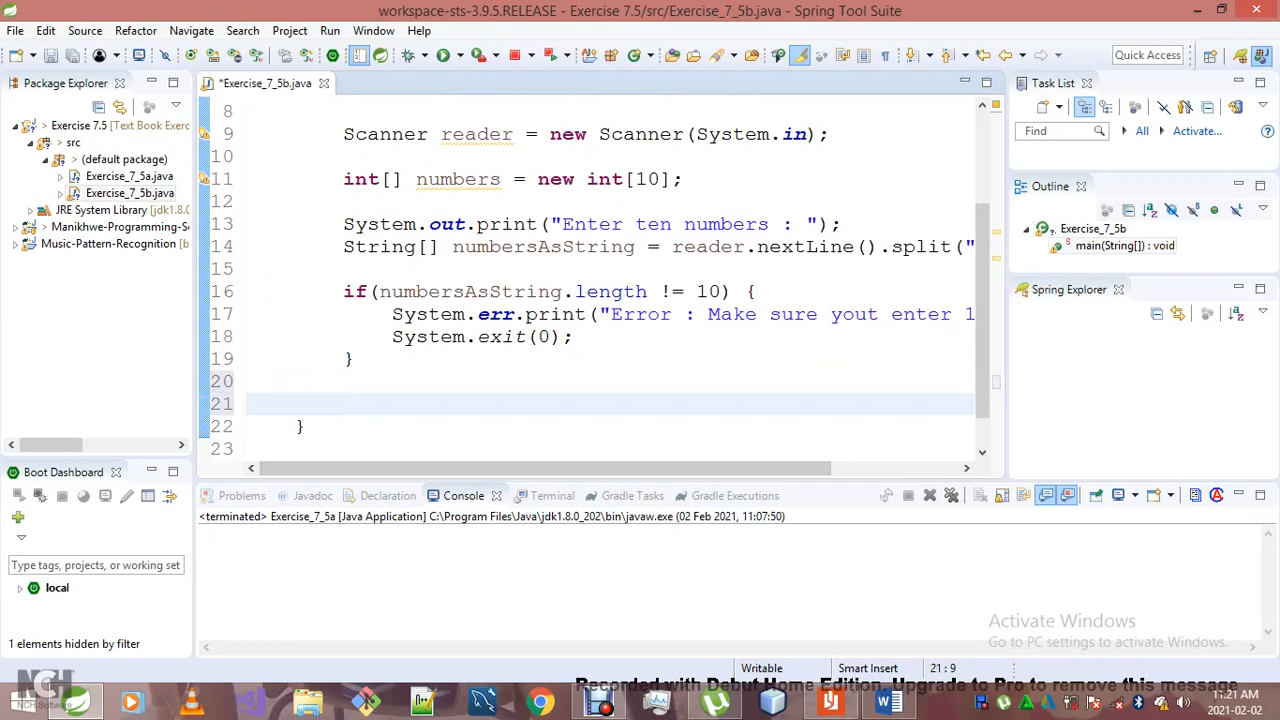 workspace-sts-3.9.5.RELEASE - Exercise 7.5/src/Exercise_7_5b.java - Spring Tool Suite
File Edit Source Refactor Navigate Search Project Run Window Help
Quick Access
Package Explorer
*Exercise_7_5b.java
Task List
Exercise 7.5 [Text Book Exerc
src
(default package)
Exercise_7_5a.java
Exercise_7_5b.java
JRE System Library [jdk1.8.0
Manikhwe-Programming-S
Music-Pattern-Recognition
8
9 Scanner reader = new Scanner(System.in);
10
11 int[] numbers = new int[10];
12
13 System.out.print("Enter ten numbers : ");
14 String[] numbersAsString = reader.nextLine().split("
15
16 if(numbersAsString.length != 10) {
17 System.err.print("Error : Make sure yout enter 1
18 System.exit(0);
19 }
20
21
22 }
23
Find All Activate...
Outline
Exercise_7_5b
main(String[]) : void
Spring Explorer
Boot Dashboard
Type tags, projects, or working set
local
1 elements hidden by filter
Problems @ Javadoc Declaration Console Terminal Gradle Tasks Gradle Executions
<terminated> Exercise_7_5a [Java Application] C:\Program Files\Java\jdk1.8.0_202\bin\javaw.exe (02 Feb 2021, 11:07:50)
Activate Windows
Go to PC settings to activate Windows.
Writable Smart Insert 21 : 9
Recorded with Debut Home Edition. Upgrade to Pro to remove this message
NCH
NCH Software
11:21 AM
2021-02-02